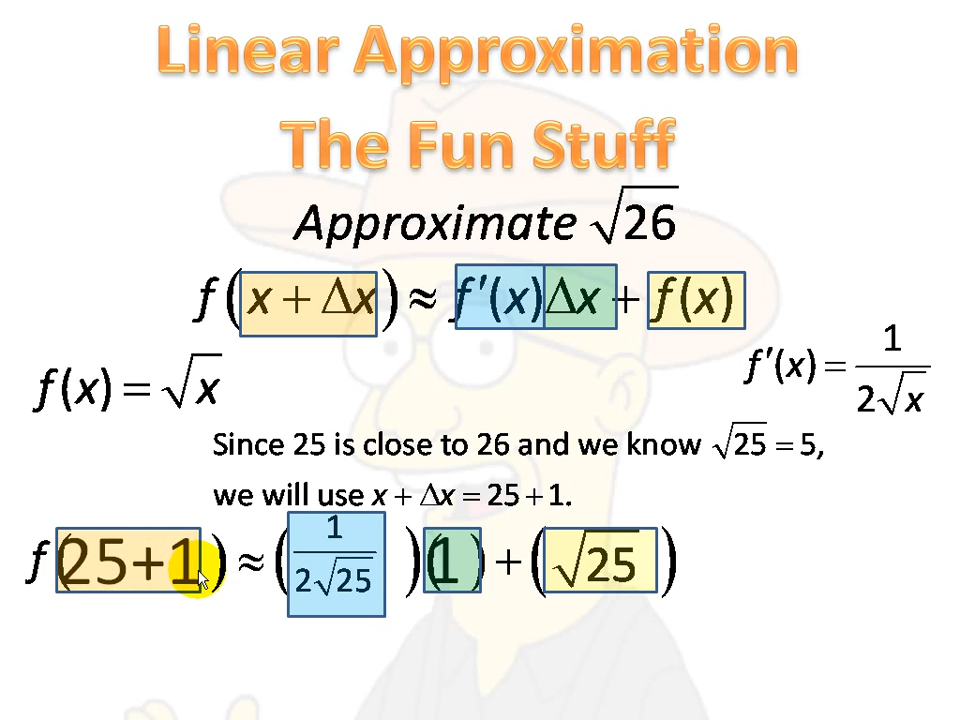 Linear Approximation
The Fun Stuff
Approximate √26
f(x + Δx) ≈ f′(x)Δx + f(x)
f′(x) = 1/(2√x)
f(x) = √x
Since 25 is close to 26 and we know √25 = 5,
we will use x + Δx = 25 + 1.
f(25+1) ≈ (1/(2√25))(1) + (√25)